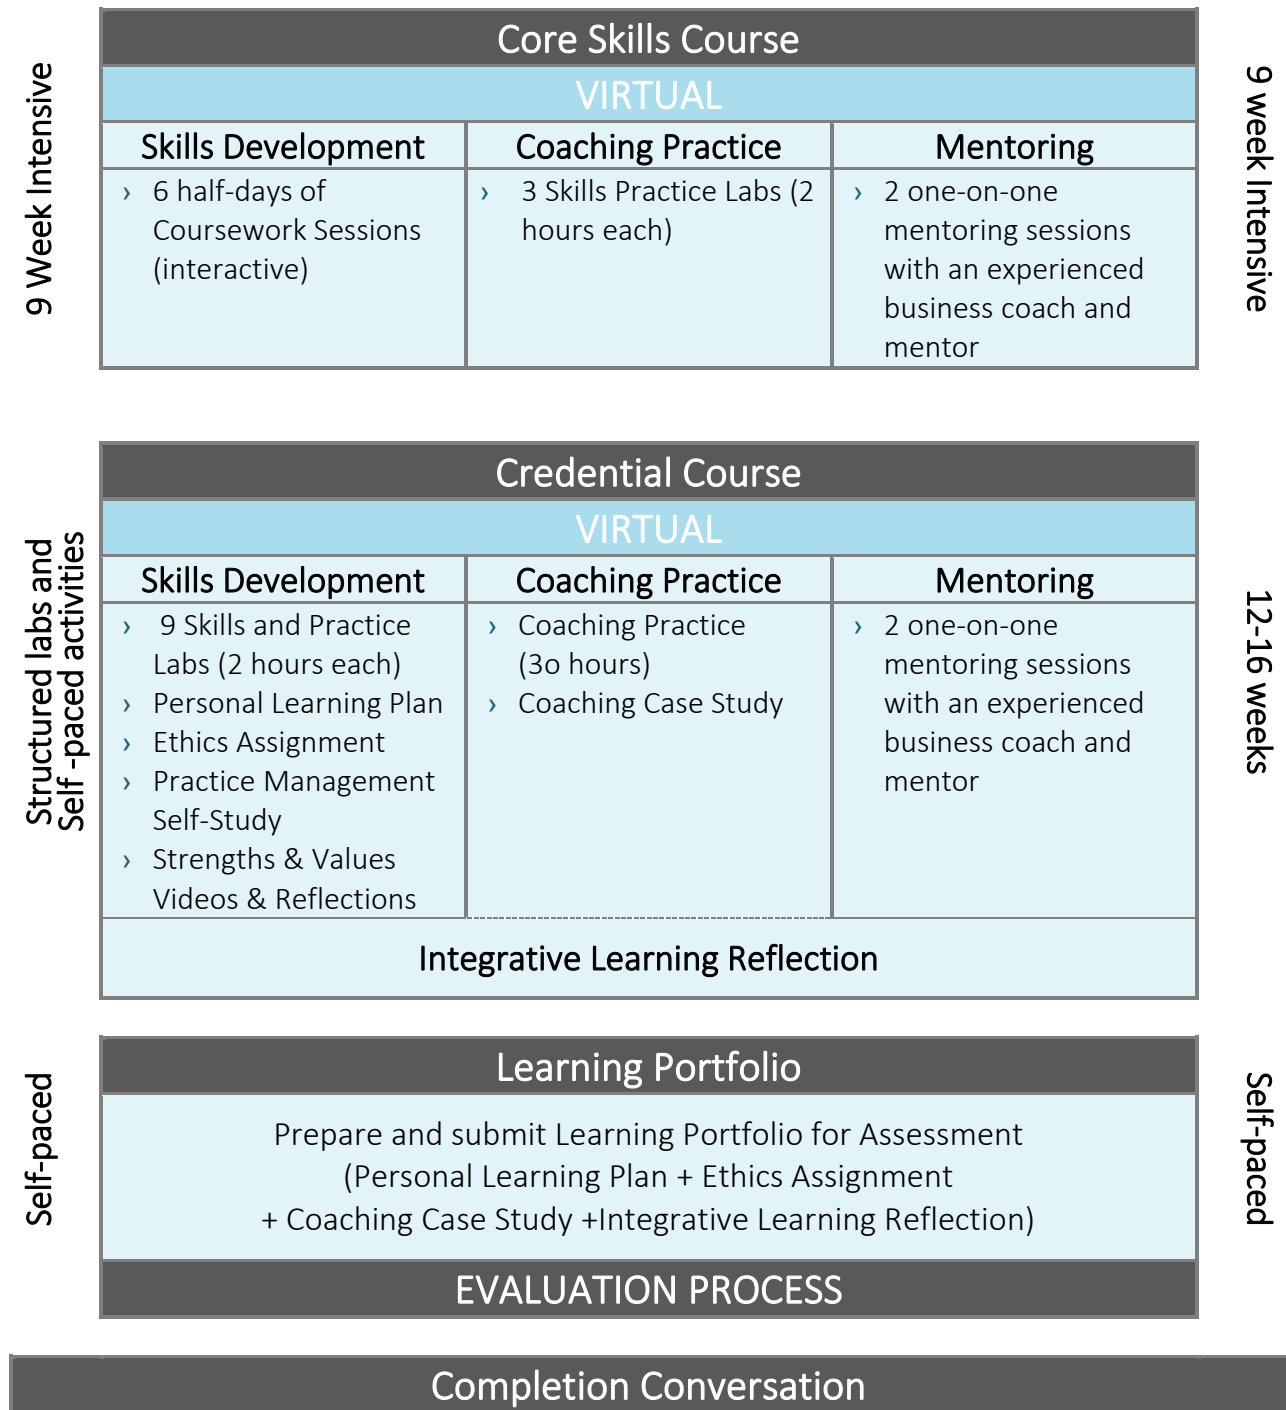 Core Skills Course
VIRTUAL
9 Week Intensive
9 week Intensive
Skills Development
› 6 half-days of
Coursework Sessions
(interactive)
Coaching Practice
› 3 Skills Practice Labs (2
hours each)
Mentoring
› 2 one-on-one
mentoring sessions
with an experienced
business coach and
mentor
Credential Course
VIRTUAL
Structured labs and
Self -paced activities
12-16 weeks
Skills Development
› 9 Skills and Practice
Labs (2 hours each)
› Personal Learning Plan
› Ethics Assignment
› Practice Management
Self-Study
› Strengths & Values
Videos & Reflections
Coaching Practice
› Coaching Practice
(3o hours)
› Coaching Case Study
Mentoring
› 2 one-on-one
mentoring sessions
with an experienced
business coach and
mentor
Integrative Learning Reflection
Self-paced
Self-paced
Learning Portfolio
Prepare and submit Learning Portfolio for Assessment
(Personal Learning Plan + Ethics Assignment
+ Coaching Case Study +Integrative Learning Reflection)
EVALUATION PROCESS
Completion Conversation